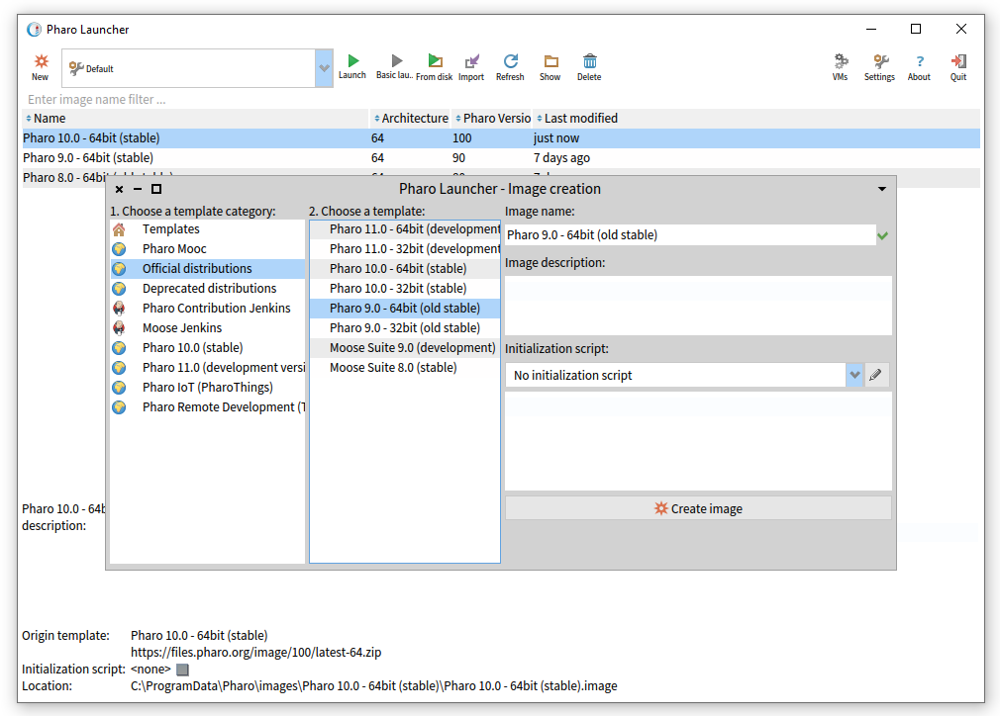 Pharo Launcher
New
Default
Launch
Basic lau..
From disk
Import
Refresh
Show
Delete
VMs
Settings
About
Quit
Enter image name filter ...
Name Architecture Pharo Versio Last modified
Pharo 10.0 - 64bit (stable) 64 100 just now
Pharo 9.0 - 64bit (stable) 64 90 7 days ago
Pharo 8.0 - 64bit
Pharo Launcher - Image creation
1. Choose a template category:
Templates
Pharo Mooc
Official distributions
Deprecated distributions
Pharo Contribution Jenkins
Moose Jenkins
Pharo 10.0 (stable)
Pharo 11.0 (development versi
Pharo IoT (PharoThings)
Pharo Remote Development (T
2. Choose a template:
Pharo 11.0 - 64bit (development
Pharo 11.0 - 32bit (development
Pharo 10.0 - 64bit (stable)
Pharo 10.0 - 32bit (stable)
Pharo 9.0 - 64bit (old stable)
Pharo 9.0 - 32bit (old stable)
Moose Suite 9.0 (development)
Moose Suite 8.0 (stable)
Image name:
Pharo 9.0 - 64bit (old stable)
Image description:
Initialization script:
No initialization script
Create image
Pharo 10.0 - 64b
description:
Origin template: Pharo 10.0 - 64bit (stable)
https://files.pharo.org/image/100/latest-64.zip
Initialization script: <none>
Location: C:\ProgramData\Pharo\images\Pharo 10.0 - 64bit (stable)\Pharo 10.0 - 64bit (stable).image